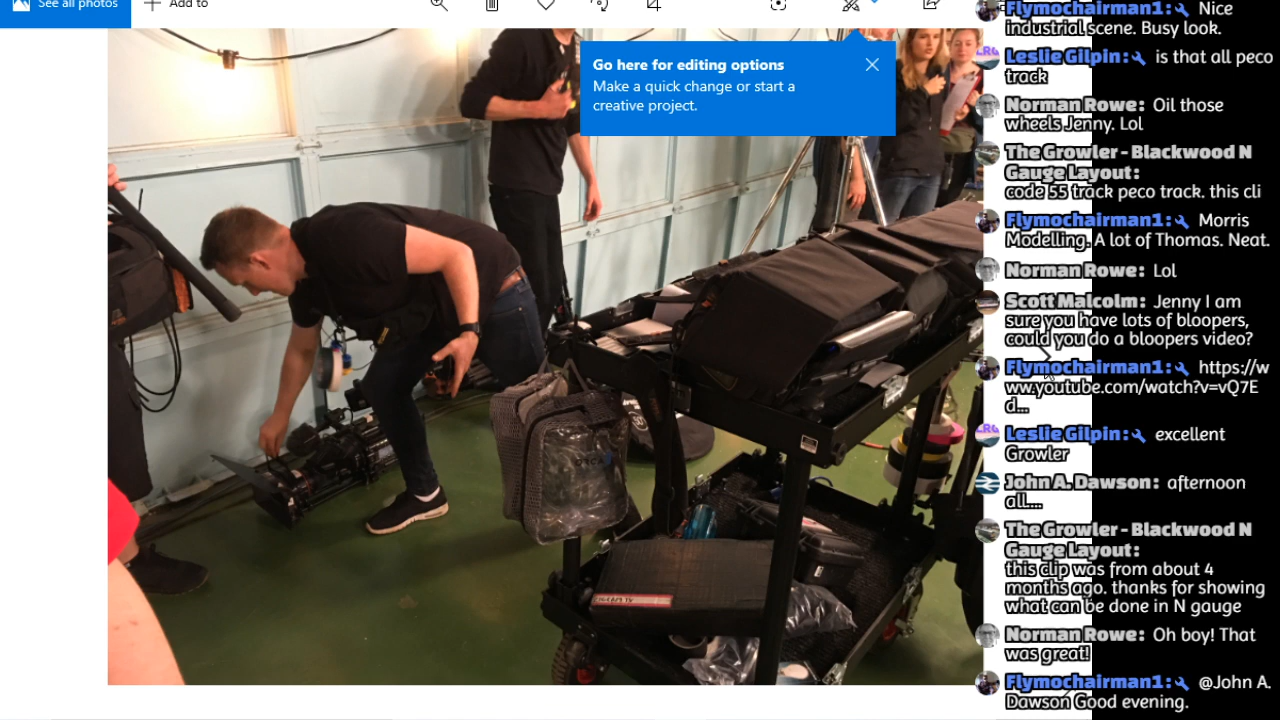 See all photos
Add to
Go here for editing options
Make a quick change or start a
creative project.
Flymochairman1: Nice
industrial scene. Busy look.
Leslie Gilpin: is that all peco
track
Norman Rowe: Oil those
wheels Jenny. Lol
The Growler - Blackwood N
Gauge Layout:
code 55 track peco track. this cli
Flymochairman1: Morris
Modelling. A lot of Thomas. Neat.
Norman Rowe: Lol
Scott Malcolm: Jenny I am
sure you have lots of bloopers,
could you do a bloopers video?
Flymochairman1: https://w
ww.youtube.com/watch?v=vQ7E
d...
Leslie Gilpin: excellent
Growler
John A. Dawson: afternoon
all....
The Growler - Blackwood N
Gauge Layout:
this clip was from about 4
months ago. thanks for showing
what can be done in N gauge
Norman Rowe: Oh boy! That
was great!
Flymochairman1: @John A.
Dawson Good evening.